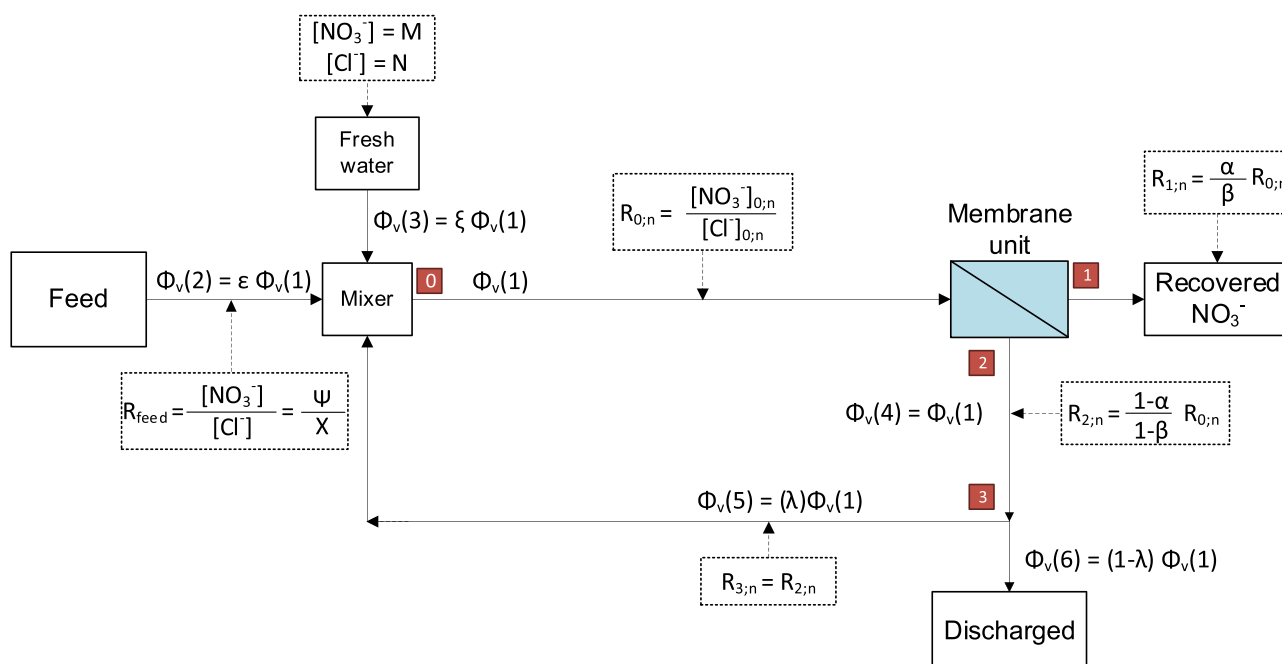 [NO₃⁻] = M
[Cl⁻] = N
Fresh
water
Φᵥ(3) = ξ Φᵥ(1)
Feed
Φᵥ(2) = ε Φᵥ(1)
Mixer
0
Φᵥ(1)
R₀;ₙ = [NO₃⁻]₀;ₙ / [Cl⁻]₀;ₙ
Membrane
unit
1
R₁;ₙ = α / β R₀;ₙ
Recovered
NO₃⁻
R_feed = [NO₃⁻] / [Cl⁻] = Ψ / X
2
Φᵥ(4) = Φᵥ(1)
R₂;ₙ = 1-α / 1-β R₀;ₙ
3
Φᵥ(5) = (λ)Φᵥ(1)
R₃;ₙ = R₂;ₙ
Φᵥ(6) = (1-λ) Φᵥ(1)
Discharged